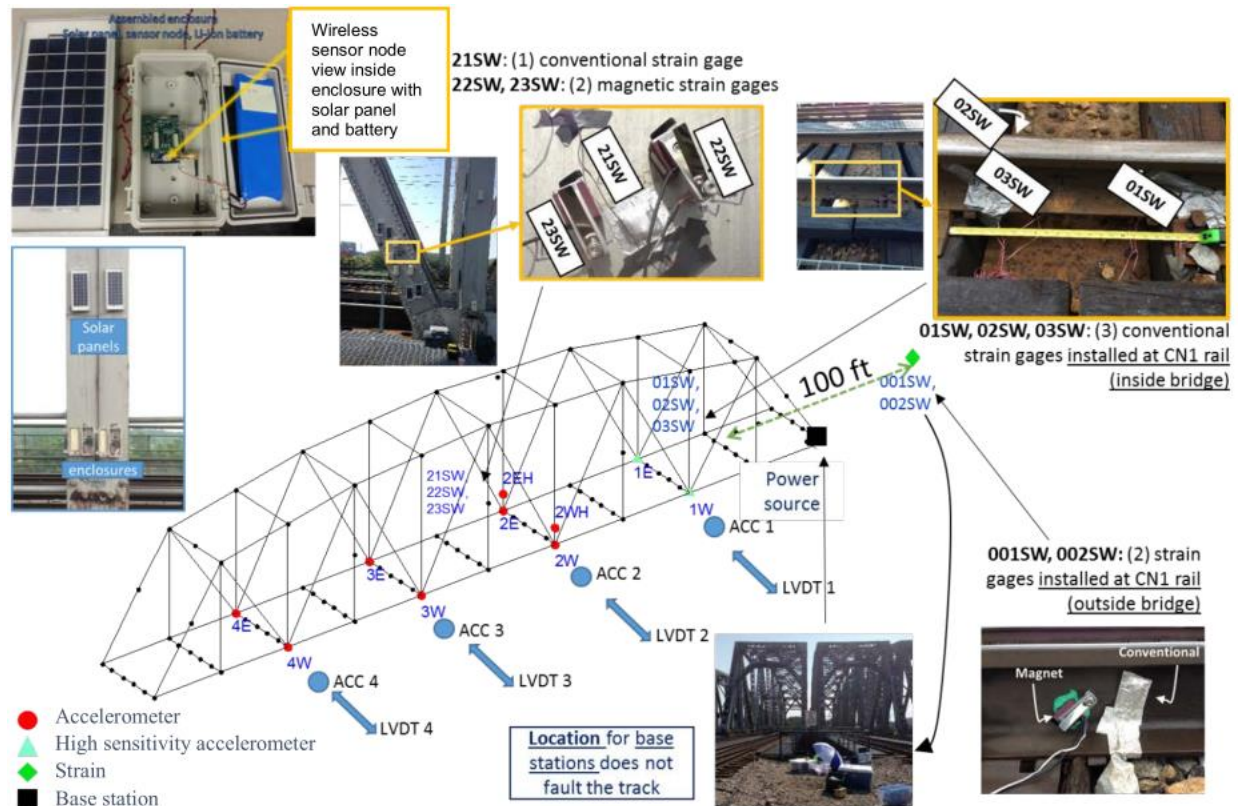 Assembled enclosure
Solar panel, sensor node, Li-ion battery
Wireless
sensor node
view inside
enclosure with
solar panel
and battery
21SW: (1) conventional strain gage
22SW, 23SW: (2) magnetic strain gages
21SW
22SW
23SW
02SW
03SW
01SW
Solar
panels
enclosures
01SW, 02SW, 03SW: (3) conventional
strain gages installed at CN1 rail
(inside bridge)
100 ft
001SW,
002SW
01SW,
02SW,
03SW
21SW,
22SW,
23SW
2EH
2E
2WH
2W
1E
1W
Power
source
3E
3W
4E
4W
ACC 1
LVDT 1
ACC 2
LVDT 2
ACC 3
LVDT 3
ACC 4
LVDT 4
001SW, 002SW: (2) strain
gages installed at CN1 rail
(outside bridge)
Magnet
Conventional
Location for base
stations does not
fault the track
Accelerometer
High sensitivity accelerometer
Strain
Base station